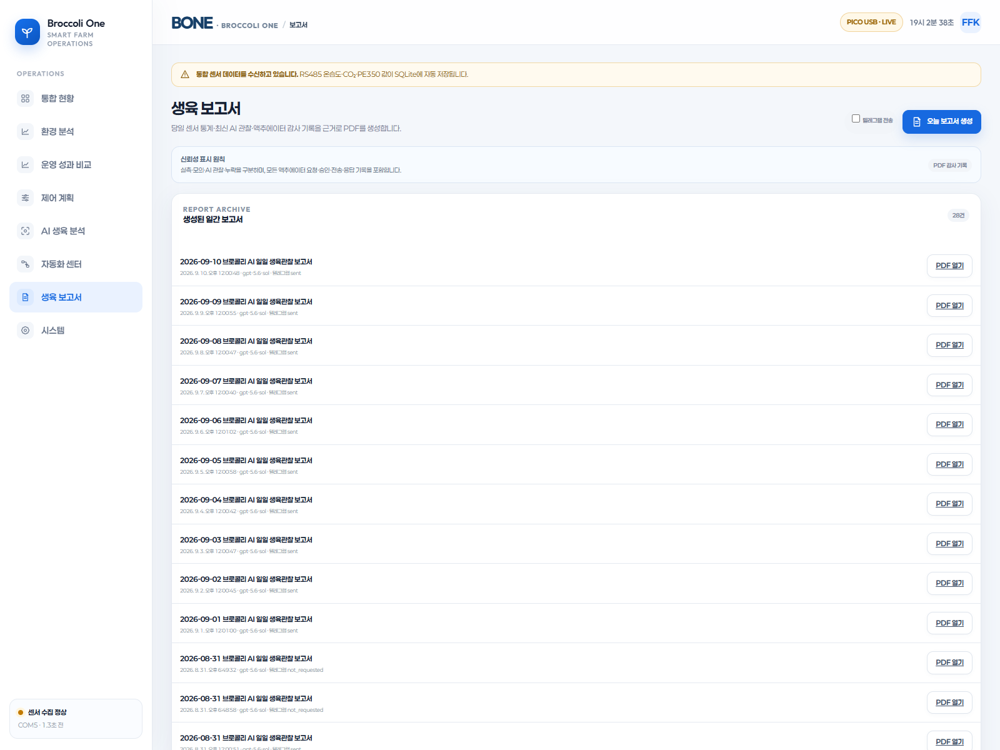 Broccoli One
SMART FARM
OPERATIONS
OPERATIONS
통합 현황
환경 분석
운영 성과 비교
제어 계획
AI 생육 분석
자동화 센터
생육 보고서
시스템
센서 수집 정상
COM5 · 1.3초 전
BONE · BROCCOLI ONE / 보고서
PICO USB · LIVE
19시 2분 38초
FFK
통합 센서 데이터를 수신하고 있습니다. RS485 온습도·CO₂·PE350 값이 SQLite에 자동 저장됩니다.
생육 보고서
당일 센서 통계·최신 AI 관찰·액추에이터 감사 기록을 근거로 PDF를 생성합니다.
텔레그램 전송
오늘 보고서 생성
신뢰성 표시 원칙
실측·모의·AI 관찰·누락을 구분하며, 모든 액추에이터 요청·승인·전송·응답 기록을 포함합니다.
PDF 감사 기록
REPORT ARCHIVE
생성된 일간 보고서
28건
2026-09-10 브로콜리 AI 일일 생육관찰 보고서
2026. 9. 10. 오후 12:00:48 · gpt-5.6-sol · 텔레그램 sent
PDF 열기
2026-09-09 브로콜리 AI 일일 생육관찰 보고서
2026. 9. 9. 오후 12:00:55 · gpt-5.6-sol · 텔레그램 sent
PDF 열기
2026-09-08 브로콜리 AI 일일 생육관찰 보고서
2026. 9. 8. 오후 12:00:47 · gpt-5.6-sol · 텔레그램 sent
PDF 열기
2026-09-07 브로콜리 AI 일일 생육관찰 보고서
2026. 9. 7. 오후 12:00:40 · gpt-5.6-sol · 텔레그램 sent
PDF 열기
2026-09-06 브로콜리 AI 일일 생육관찰 보고서
2026. 9. 6. 오후 12:01:02 · gpt-5.6-sol · 텔레그램 sent
PDF 열기
2026-09-05 브로콜리 AI 일일 생육관찰 보고서
2026. 9. 5. 오후 12:00:58 · gpt-5.6-sol · 텔레그램 sent
PDF 열기
2026-09-04 브로콜리 AI 일일 생육관찰 보고서
2026. 9. 4. 오후 12:00:42 · gpt-5.6-sol · 텔레그램 sent
PDF 열기
2026-09-03 브로콜리 AI 일일 생육관찰 보고서
2026. 9. 3. 오후 12:00:47 · gpt-5.6-sol · 텔레그램 sent
PDF 열기
2026-09-02 브로콜리 AI 일일 생육관찰 보고서
2026. 9. 2. 오후 12:00:45 · gpt-5.6-sol · 텔레그램 sent
PDF 열기
2026-09-01 브로콜리 AI 일일 생육관찰 보고서
2026. 9. 1. 오후 12:01:00 · gpt-5.6-sol · 텔레그램 sent
PDF 열기
2026-08-31 브로콜리 AI 일일 생육관찰 보고서
2026. 8. 31. 오후 6:49:32 · gpt-5.6-sol · 텔레그램 not_requested
PDF 열기
2026-08-31 브로콜리 AI 일일 생육관찰 보고서
2026. 8. 31. 오후 6:48:58 · gpt-5.6-sol · 텔레그램 not_requested
PDF 열기
2026-08-31 브로콜리 AI 일일 생육관찰 보고서
2026. 8. 31. 오후 12:00:51 · gpt-5.6-sol · 텔레그램 sent
PDF 열기